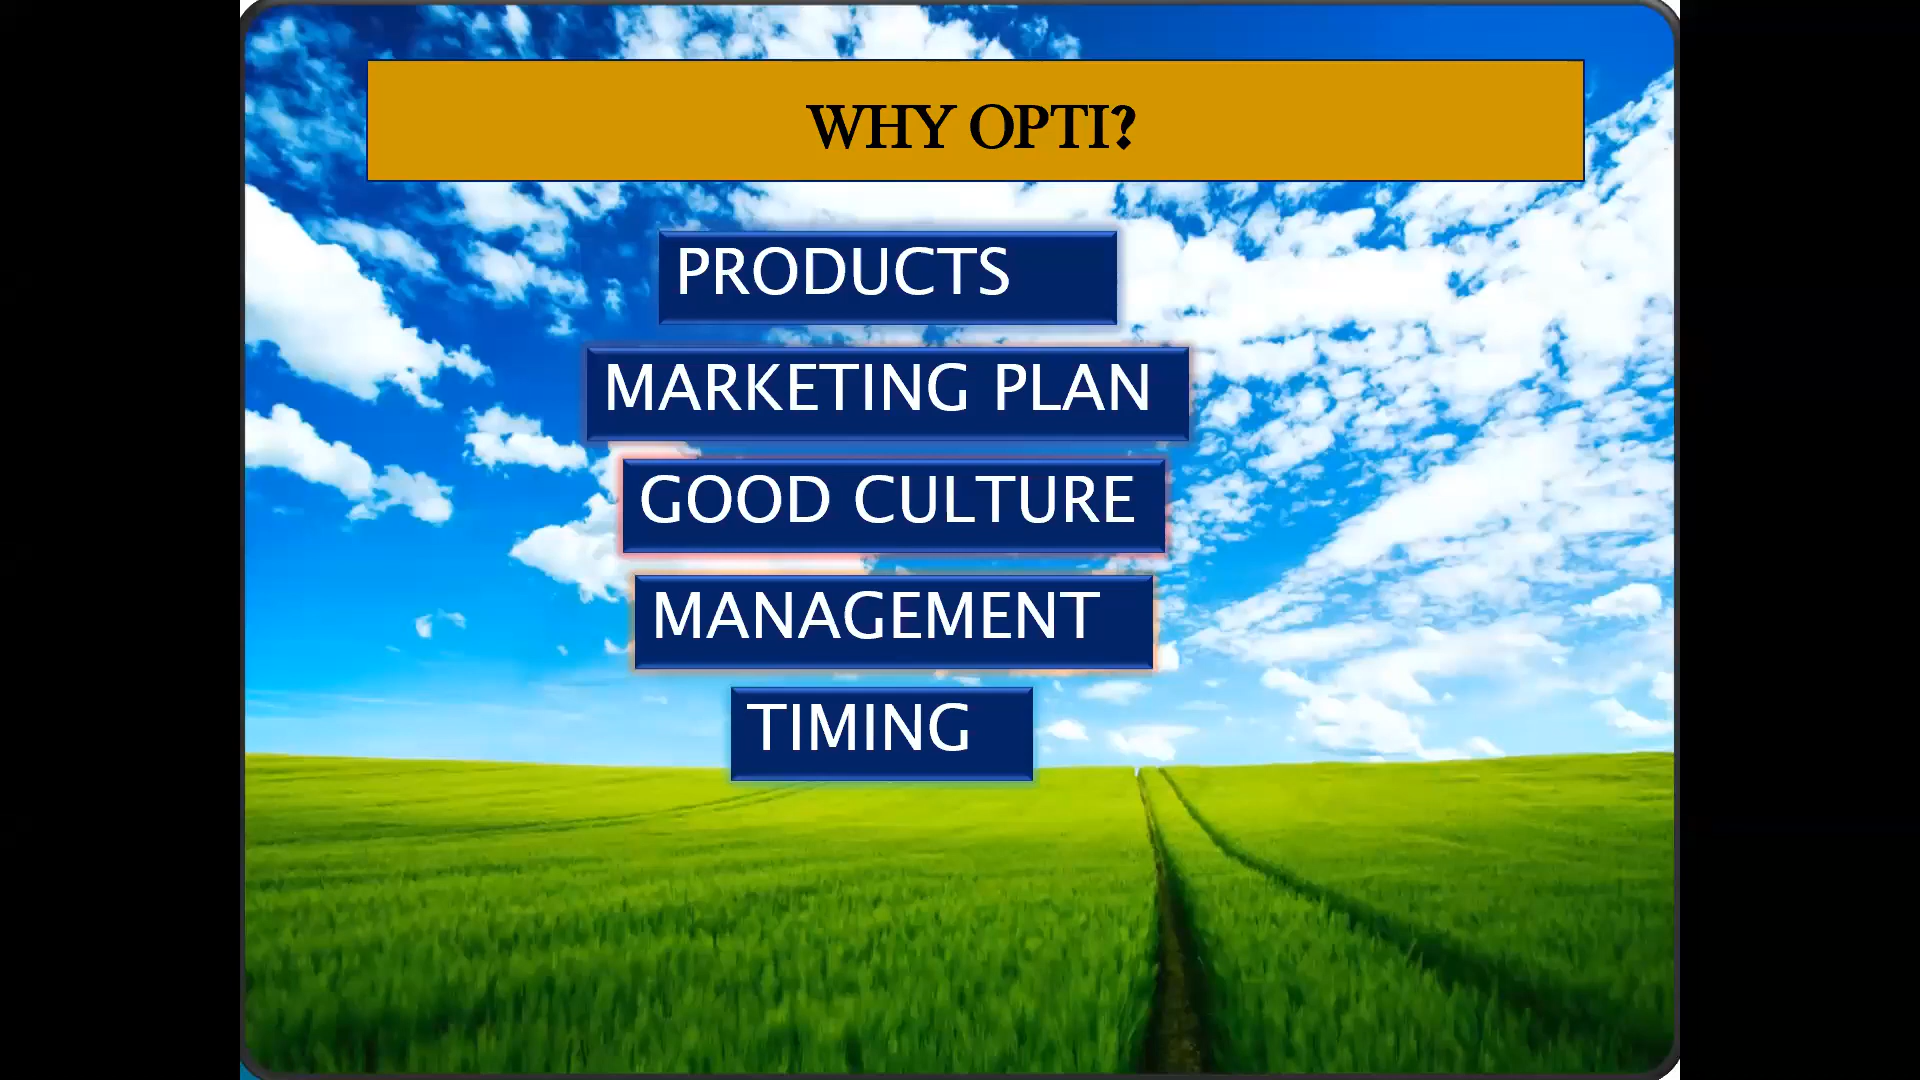 WHY OPTI?
PRODUCTS
MARKETING PLAN
GOOD CULTURE
MANAGEMENT
TIMING